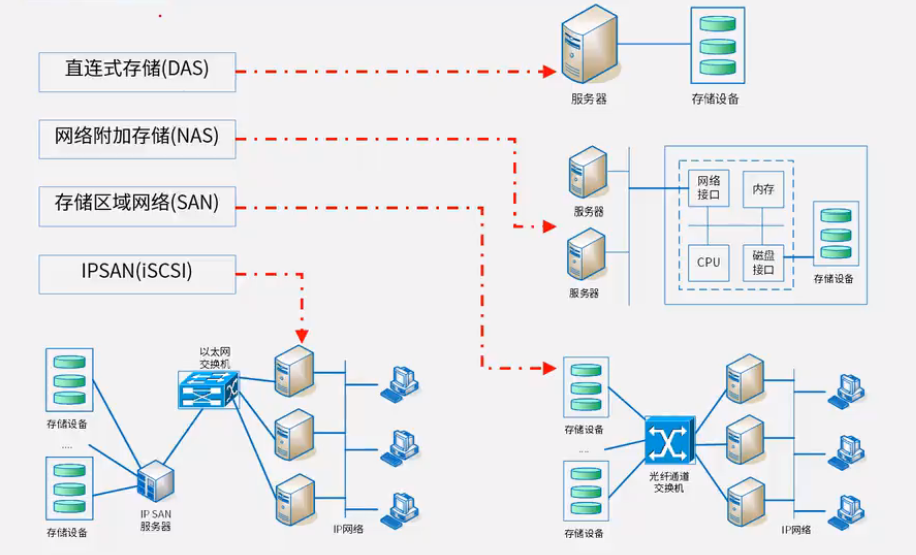 直连式存储(DAS)
服务器
存储设备
网络附加存储(NAS)
服务器
服务器
网络
接口
内存
CPU
磁盘
接口
存储设备
存储区域网络(SAN)
IPSAN(iSCSI)
存储设备
....
存储设备
IP SAN
服务器
以太网
交换机
IP网络
存储设备
...
存储设备
光纤通道
交换机
IP网络